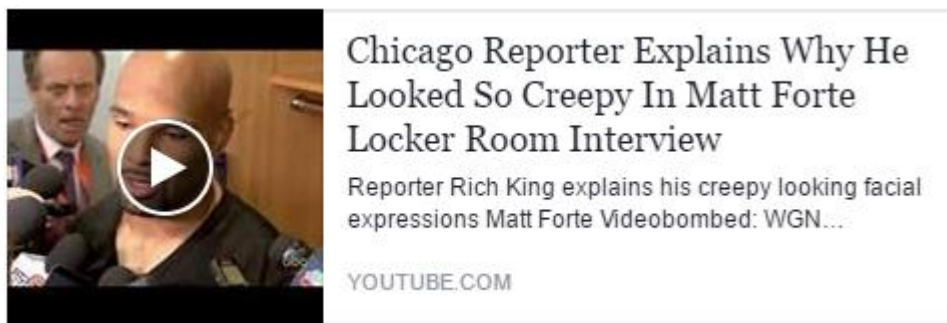 Chicago Reporter Explains Why He
Looked So Creepy In Matt Forte
Locker Room Interview
Reporter Rich King explains his creepy looking facial
expressions Matt Forte Videobombed: WGN...
YOUTUBE.COM
abc